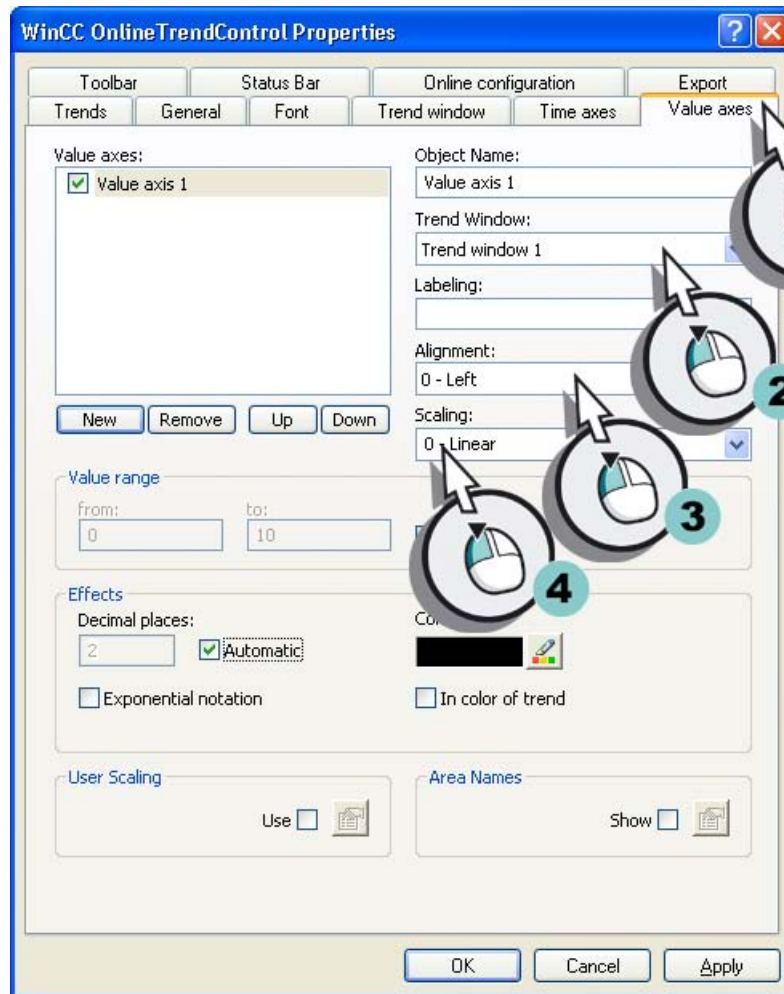 WinCC OnlineTrendControl Properties
Toolbar Status Bar Online configuration Export
Trends General Font Trend window Time axes Value axes
Value axes:
Value axis 1
New Remove Up Down
Object Name:
Value axis 1
Trend Window:
Trend window 1
Labeling:
Alignment:
0 - Left
Scaling:
0 - Linear
2
3
4
Value range
from: to:
0 10
Effects
Decimal places:
2 Automatic
Exponential notation In color of trend
User Scaling
Use
Area Names
Show
OK Cancel Apply